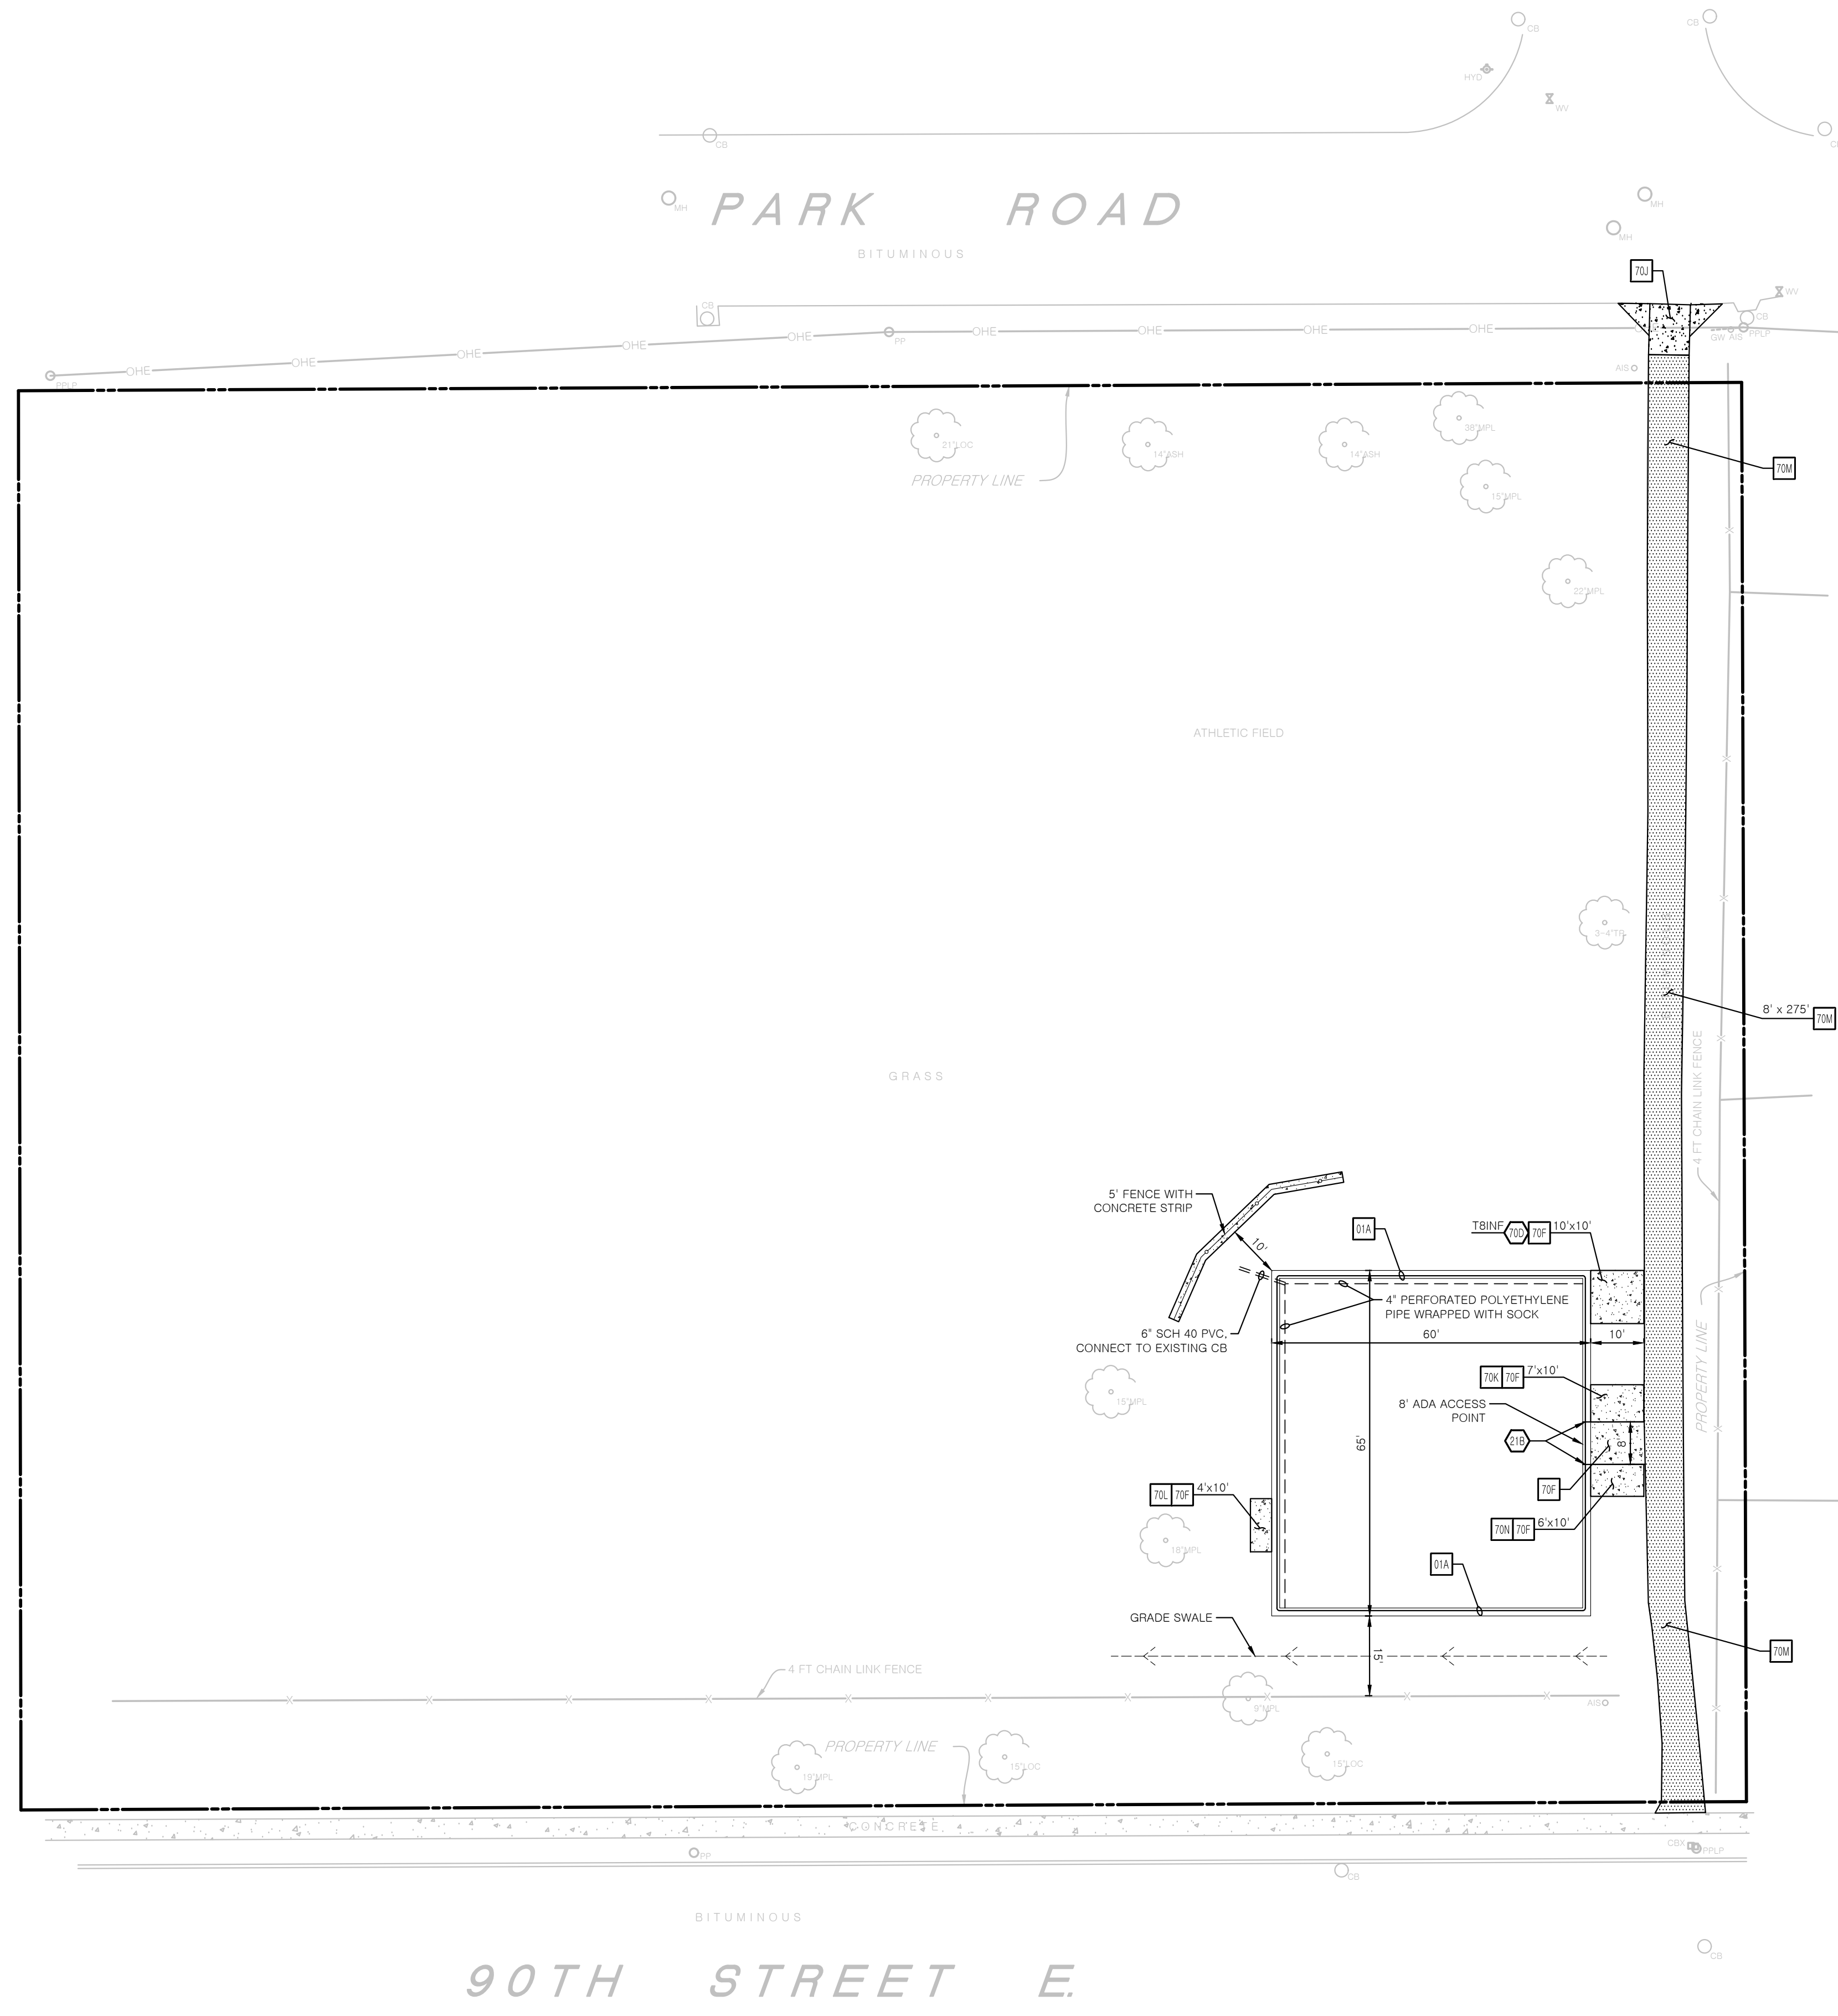 CB
CB
HYD
WV
CB
CB
MH
PARK ROAD
MH
MH
BITUMINOUS
70J
WV
CB
CB
OHE
OHE
OHE
OHE
OHE
OHE
OHE
OHE
OHE
PP
GW AIS PPLP
PPLP
AIS
21"LOC
14"ASH
14"ASH
38"MPL
PROPERTY LINE
15"MPL
70M
22"MPL
ATHLETIC FIELD
3-4"TR
8' x 275' 70M
GRASS
4 FT CHAIN LINK FENCE
5' FENCE WITH
CONCRETE STRIP
10'
01A
T8INF 70D 70F 10'x10'
4" PERFORATED POLYETHYLENE
PIPE WRAPPED WITH SOCK
6" SCH 40 PVC,
CONNECT TO EXISTING CB
60'
10'
PROPERTY LINE
70K 70F 7'x10'
15"MPL
8' ADA ACCESS
POINT
21B
65'
8'
70F
70L 70F 4'x10'
70N 70F 6'x10'
18"MPL
01A
GRADE SWALE
15'
70M
4 FT CHAIN LINK FENCE
9"MPL
AIS
PROPERTY LINE
19"MPL
15"LOC
15"LOC
CONCRETE
PP
CBX
PPLP
CB
BITUMINOUS
CB
90TH STREET E.